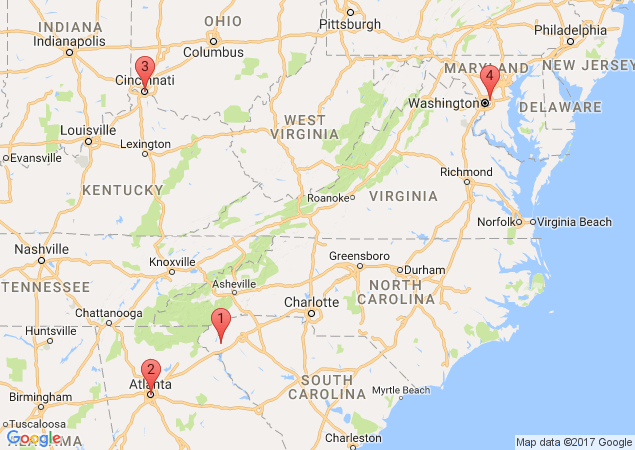 Pittsburgh
OHIO
INDIANA
Indianapolis
Columbus
Philadelphia
3
MARYLAND
NEW JERSEY
Cincinnati
4
Washington
DELAWARE
WEST
VIRGINIA
Louisville
Lexington
Evansville
Richmond
KENTUCKY
Roanoke
VIRGINIA
Norfolk
Virginia Beach
Nashville
Knoxville
Greensboro
Durham
TENNESSEE
Asheville
NORTH
CAROLINA
Charlotte
Chattanooga
1
Huntsville
2
Atlanta
SOUTH
CAROLINA
Myrtle Beach
Birmingham
Tuscaloosa
Google
ALABAMA
Charleston
Map data ©2017 Google